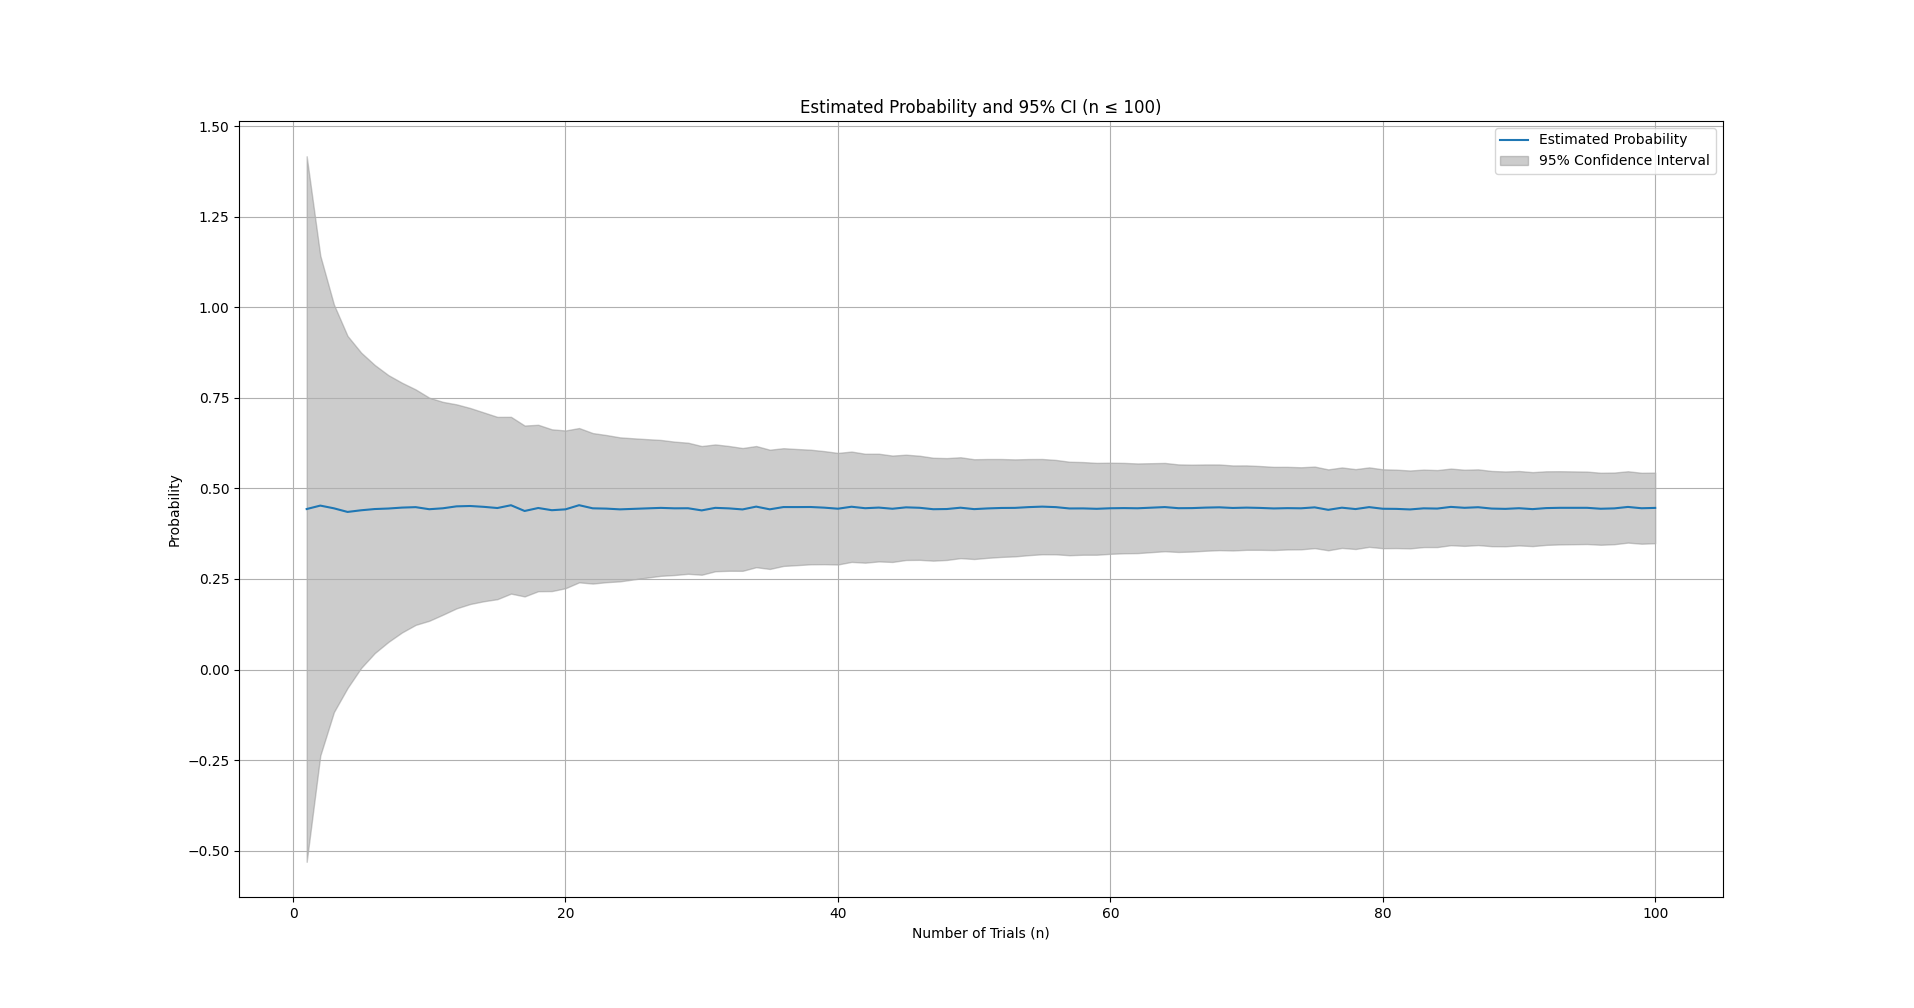 Estimated Probability and 95% CI (n ≤ 100)
Estimated Probability
95% Confidence Interval
1.50
1.25
1.00
0.75
0.50
0.25
0.00
−0.25
−0.50
Probability
0 20 40 60 80 100
Number of Trials (n)